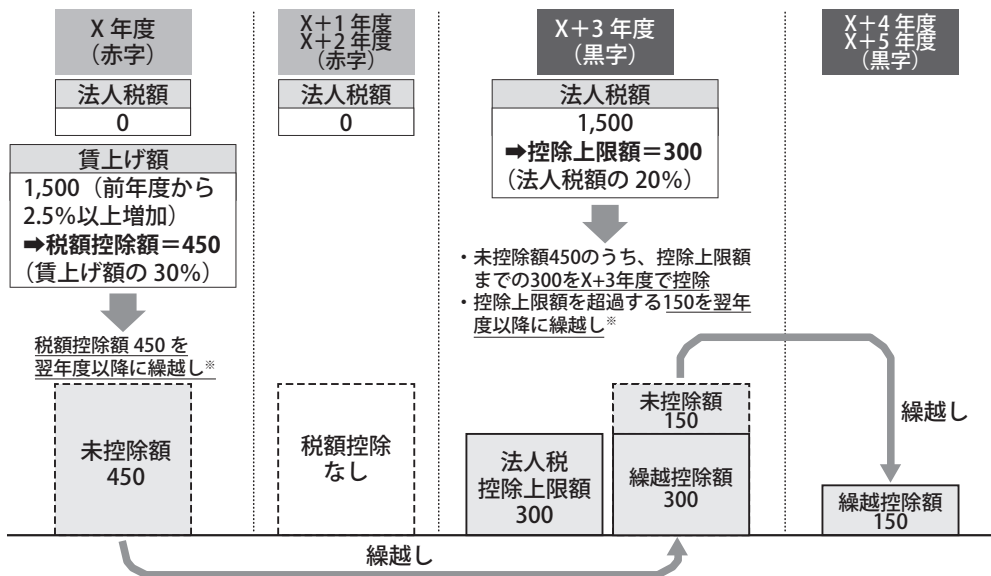 X 年度
（赤字）
法人税額
0
賃上げ額
1,500（前年度から
2.5%以上増加）
➡税額控除額＝450
（賃上げ額の 30%）
税額控除額 450 を
翌年度以降に繰越し※
未控除額
450
X＋1 年度
X＋2 年度
（赤字）
法人税額
0
税額控除
なし
X＋3 年度
（黒字）
法人税額
1,500
➡控除上限額＝300
（法人税額の 20%）
・未控除額450のうち、控除上限額
までの300をX+3年度で控除
・控除上限額を超過する150を翌年
度以降に繰越し※
法人税
控除上限額
300
未控除額
150
繰越控除額
300
X＋4 年度
X＋5 年度
（黒字）
繰越し
繰越控除額
150
繰越し